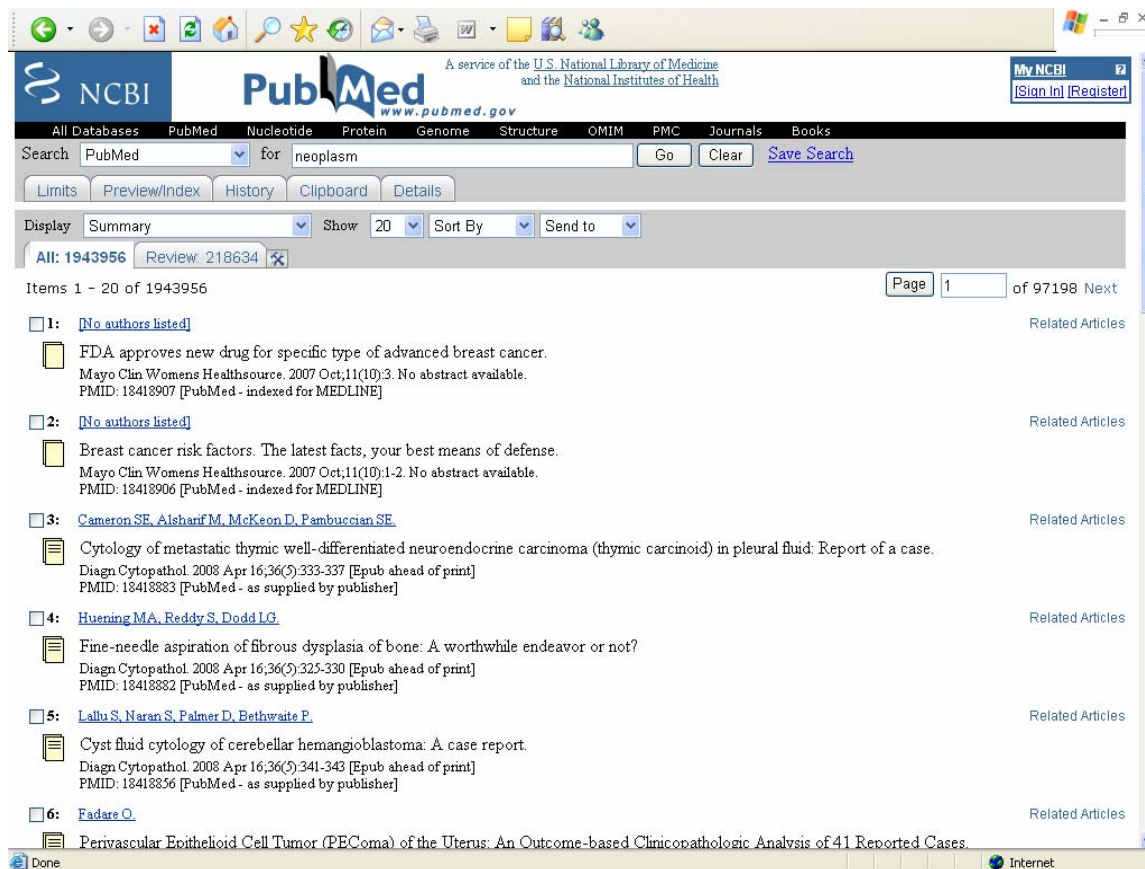 A service of the U.S. National Library of Medicine
and the National Institutes of Health
My NCBI
[Sign In] [Register]
NCBI
PubMed
www.pubmed.gov
All Databases PubMed Nucleotide Protein Genome Structure OMIM PMC Journals Books
Search PubMed for neoplasm Go Clear Save Search
Limits Preview/Index History Clipboard Details
Display Summary Show 20 Sort By Send to
All: 1943956 Review: 218634
Items 1 - 20 of 1943956 Page 1 of 97198 Next
1: [No authors listed] Related Articles
FDA approves new drug for specific type of advanced breast cancer.
Mayo Clin Womens Healthsource. 2007 Oct;11(10):3. No abstract available.
PMID: 18418907 [PubMed - indexed for MEDLINE]
2: [No authors listed] Related Articles
Breast cancer risk factors. The latest facts, your best means of defense.
Mayo Clin Womens Healthsource. 2007 Oct;11(10):1-2. No abstract available.
PMID: 18418906 [PubMed - indexed for MEDLINE]
3: Cameron SE, Alsharif M, McKeon D, Pambuccian SE. Related Articles
Cytology of metastatic thymic well-differentiated neuroendocrine carcinoma (thymic carcinoid) in pleural fluid: Report of a case.
Diagn Cytopathol. 2008 Apr 16;36(5):333-337 [Epub ahead of print]
PMID: 18418883 [PubMed - as supplied by publisher]
4: Huening MA, Reddy S, Dodd LG. Related Articles
Fine-needle aspiration of fibrous dysplasia of bone: A worthwhile endeavor or not?
Diagn Cytopathol. 2008 Apr 16;36(5):325-330 [Epub ahead of print]
PMID: 18418882 [PubMed - as supplied by publisher]
5: Lallu S, Naran S, Palmer D, Bethwaite P. Related Articles
Cyst fluid cytology of cerebellar hemangioblastoma: A case report.
Diagn Cytopathol. 2008 Apr 16;36(5):341-343 [Epub ahead of print]
PMID: 18418856 [PubMed - as supplied by publisher]
6: Fadare O. Related Articles
Perivascular Epithelioid Cell Tumor (PEComa) of the Uterus: An Outcome-based Clinicopathologic Analysis of 41 Reported Cases.
Done Internet